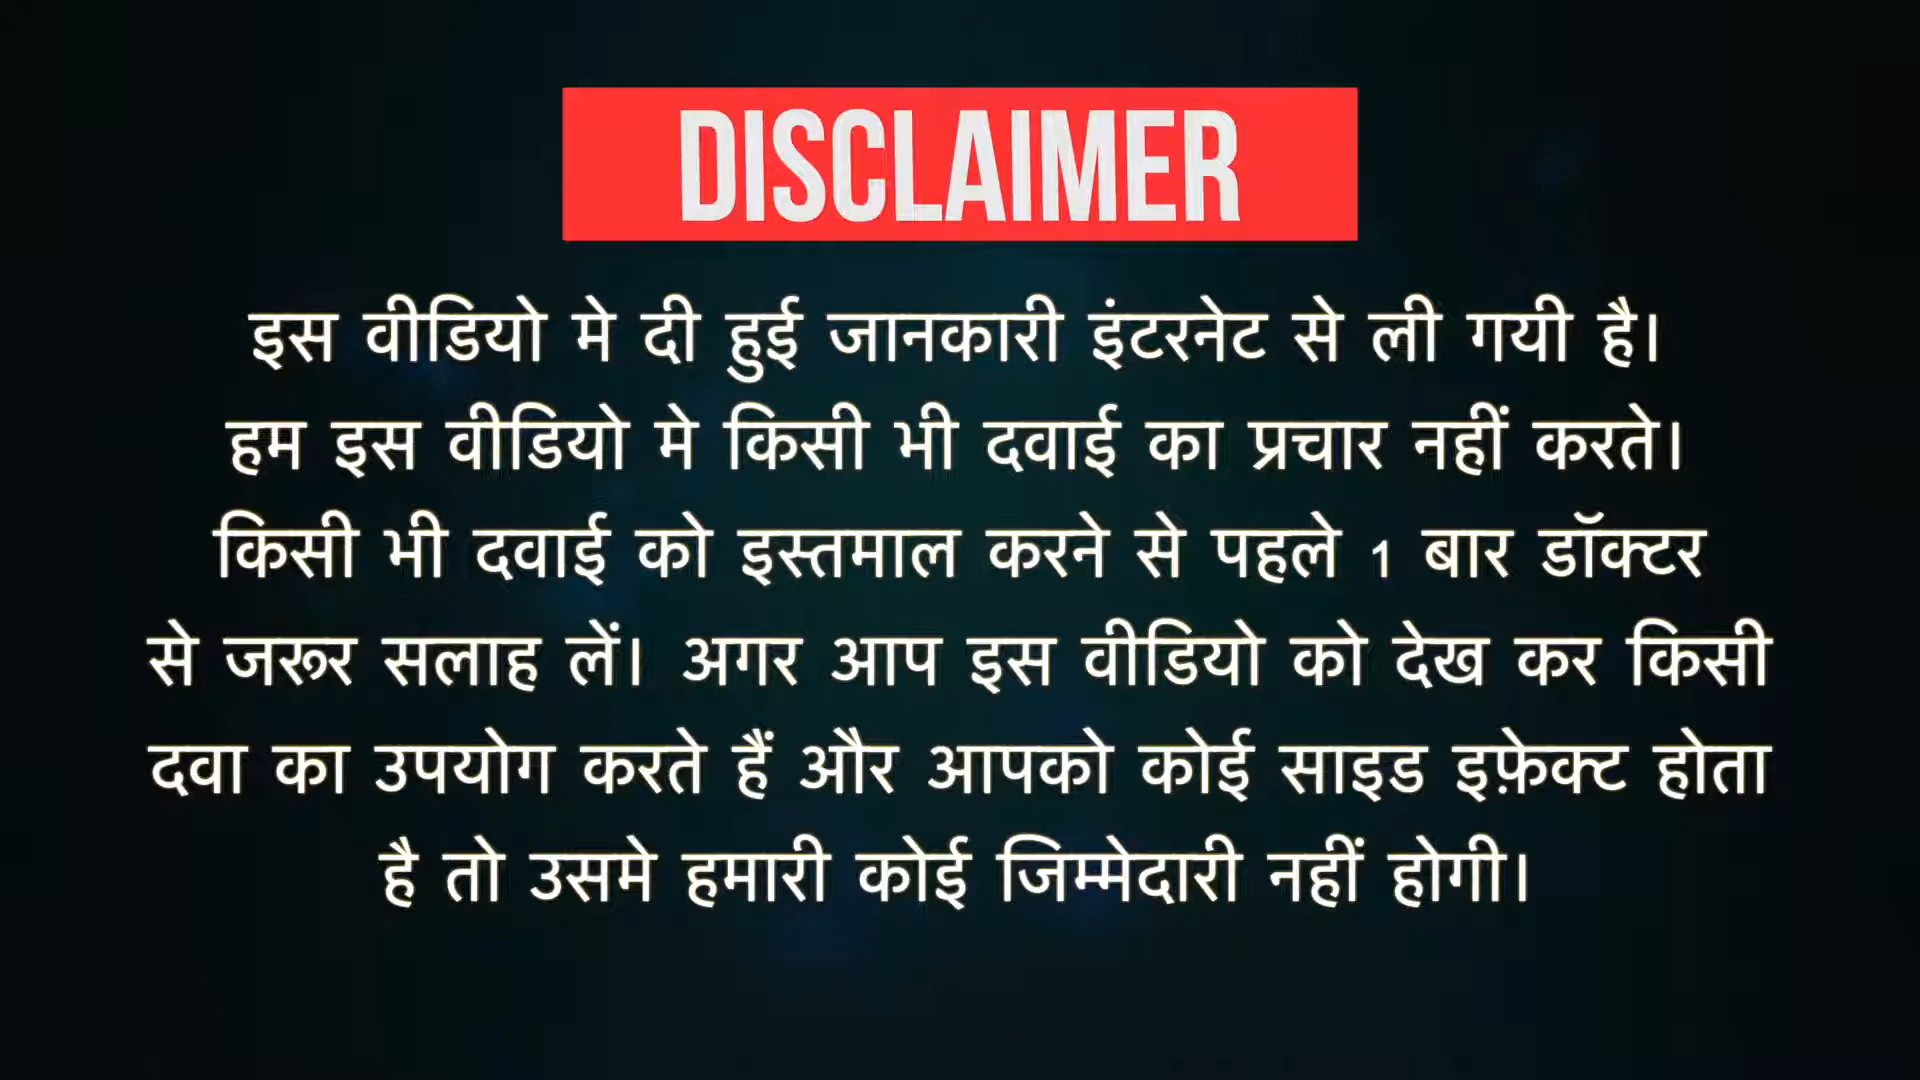 DISCLAIMER
इस वीडियो मे दी हुई जानकारी इंटरनेट से ली गयी है।
हम इस वीडियो मे किसी भी दवाई का प्रचार नहीं करते।
किसी भी दवाई को इस्तमाल करने से पहले 1 बार डॉक्टर
से जरूर सलाह लें। अगर आप इस वीडियो को देख कर किसी
दवा का उपयोग करते हैं और आपको कोई साइड इफ़ेक्ट होता
है तो उसमे हमारी कोई जिम्मेदारी नहीं होगी।